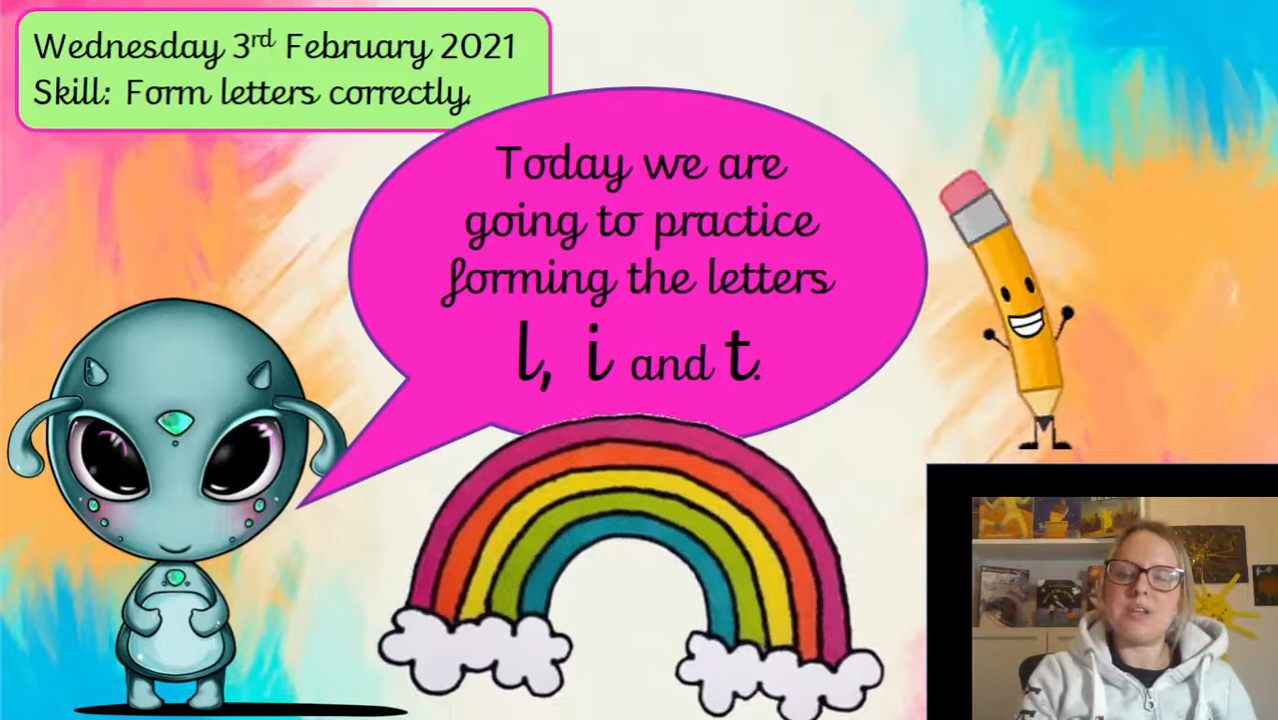 Wednesday 3rd February 2021
Skill: Form letters correctly.
Today we are
going to practice
forming the letters
l, i and t.